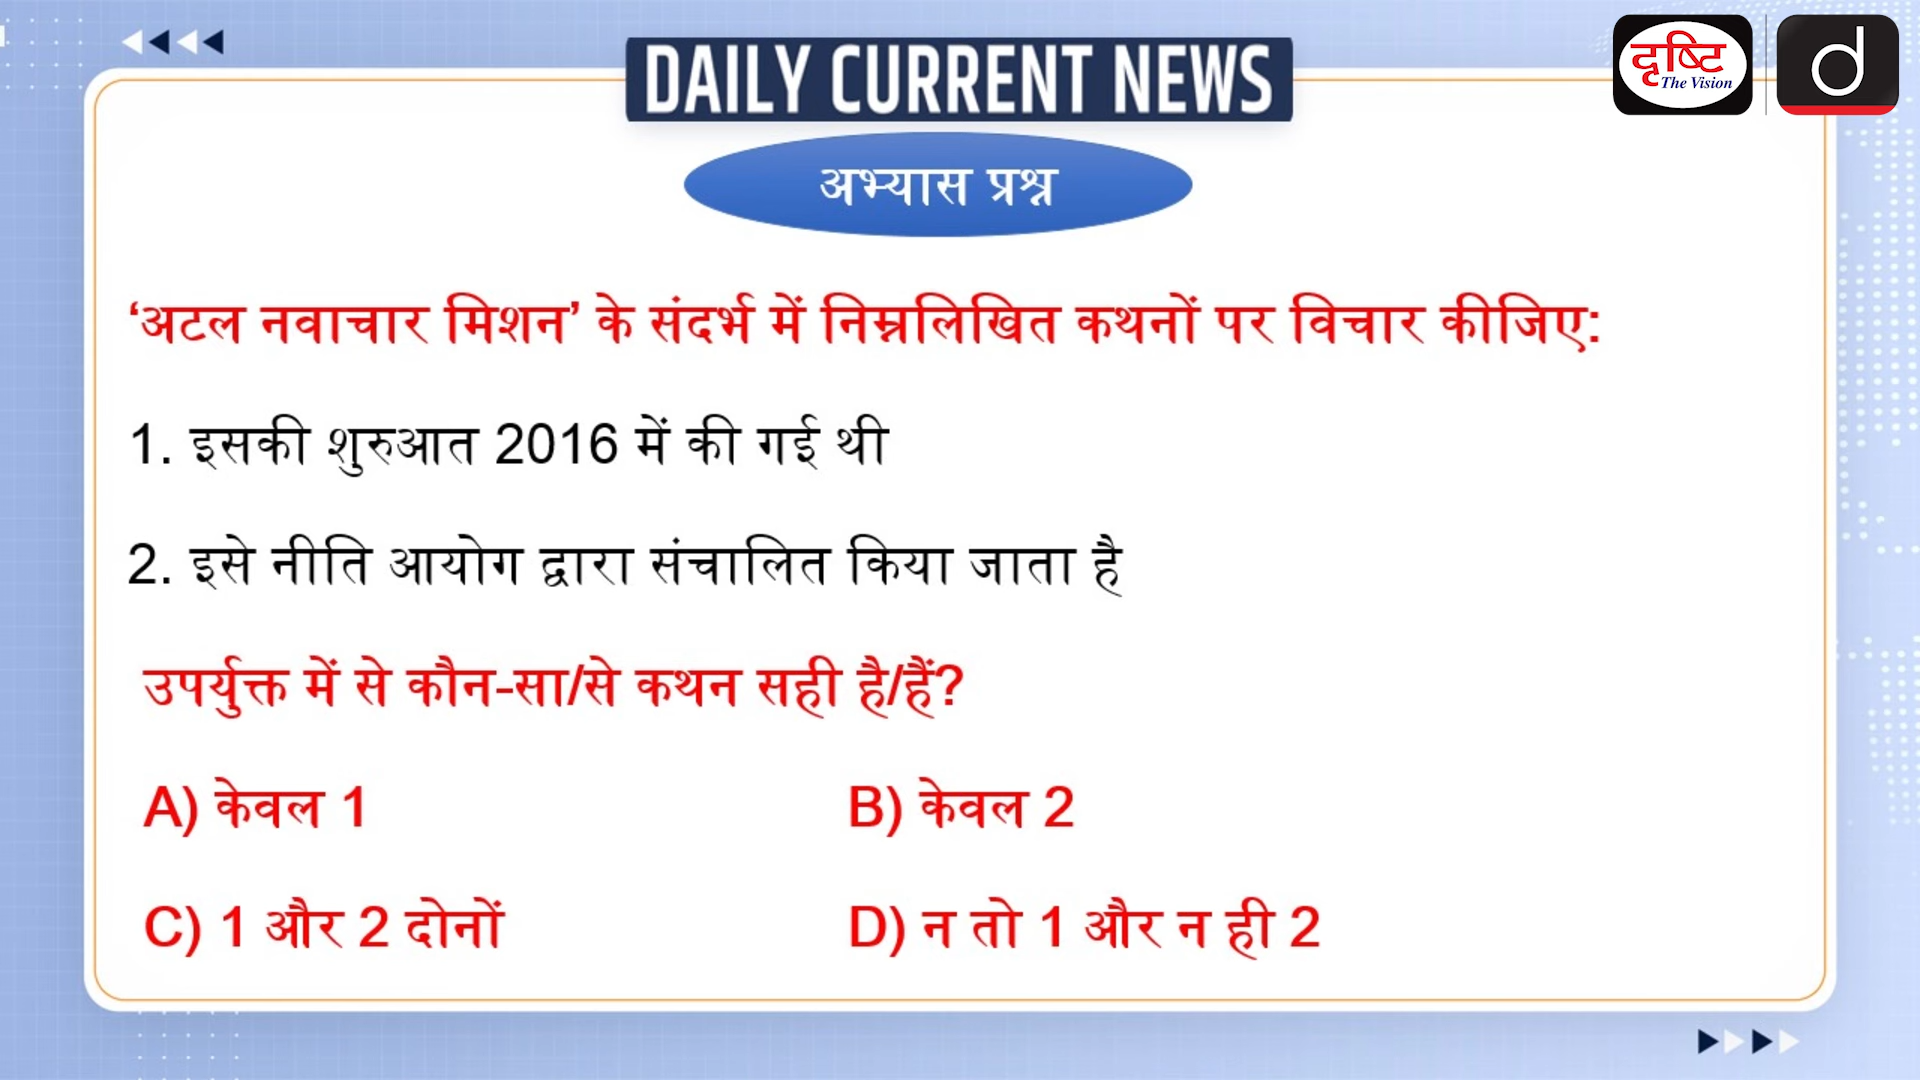 DAILY CURRENT NEWS
दृष्टि
The Vision
d
अभ्यास प्रश्न
‘अटल नवाचार मिशन’ के संदर्भ में निम्नलिखित कथनों पर विचार कीजिए:
1. इसकी शुरुआत 2016 में की गई थी
2. इसे नीति आयोग द्वारा संचालित किया जाता है
उपर्युक्त में से कौन-सा/से कथन सही है/हैं?
A) केवल 1 B) केवल 2
C) 1 और 2 दोनों D) न तो 1 और न ही 2